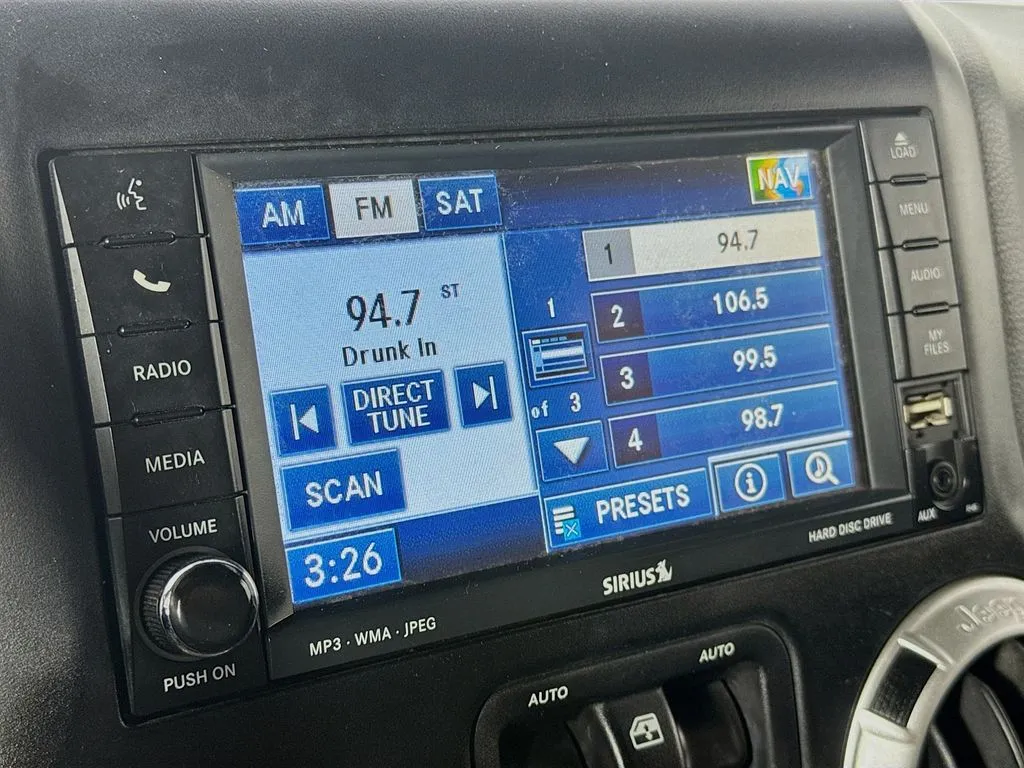 AM
FM
SAT
NAV
94.7 ST
Drunk In
DIRECT
TUNE
SCAN
3:26
1
of 3
1 94.7
2 106.5
3 99.5
4 98.7
PRESETS
i
RADIO
MEDIA
VOLUME
PUSH ON
LOAD
MENU
AUDIO
MY
FILES
AUX
HARD DISC DRIVE
SIRIUS
MP3 · WMA · JPEG
AUTO
AUTO
Jeep